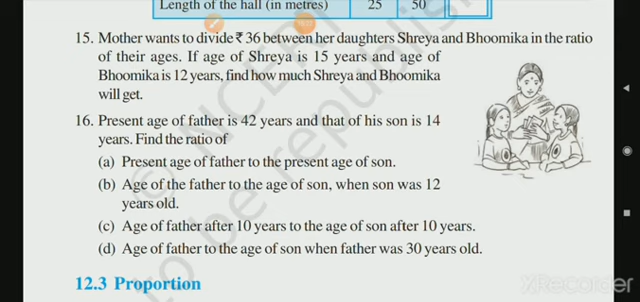 Length of the hall (in metres) 25 50
15. Mother wants to divide ₹ 36 between her daughters Shreya and Bhoomika in the ratio
of their ages. If age of Shreya is 15 years and age of
Bhoomika is 12 years, find how much Shreya and Bhoomika
will get.
16. Present age of father is 42 years and that of his son is 14
years. Find the ratio of
(a) Present age of father to the present age of son.
(b) Age of the father to the age of son, when son was 12
years old.
(c) Age of father after 10 years to the age of son after 10 years.
(d) Age of father to the age of son when father was 30 years old.
12.3 Proportion
© NCERT
to be republish
XRecorder